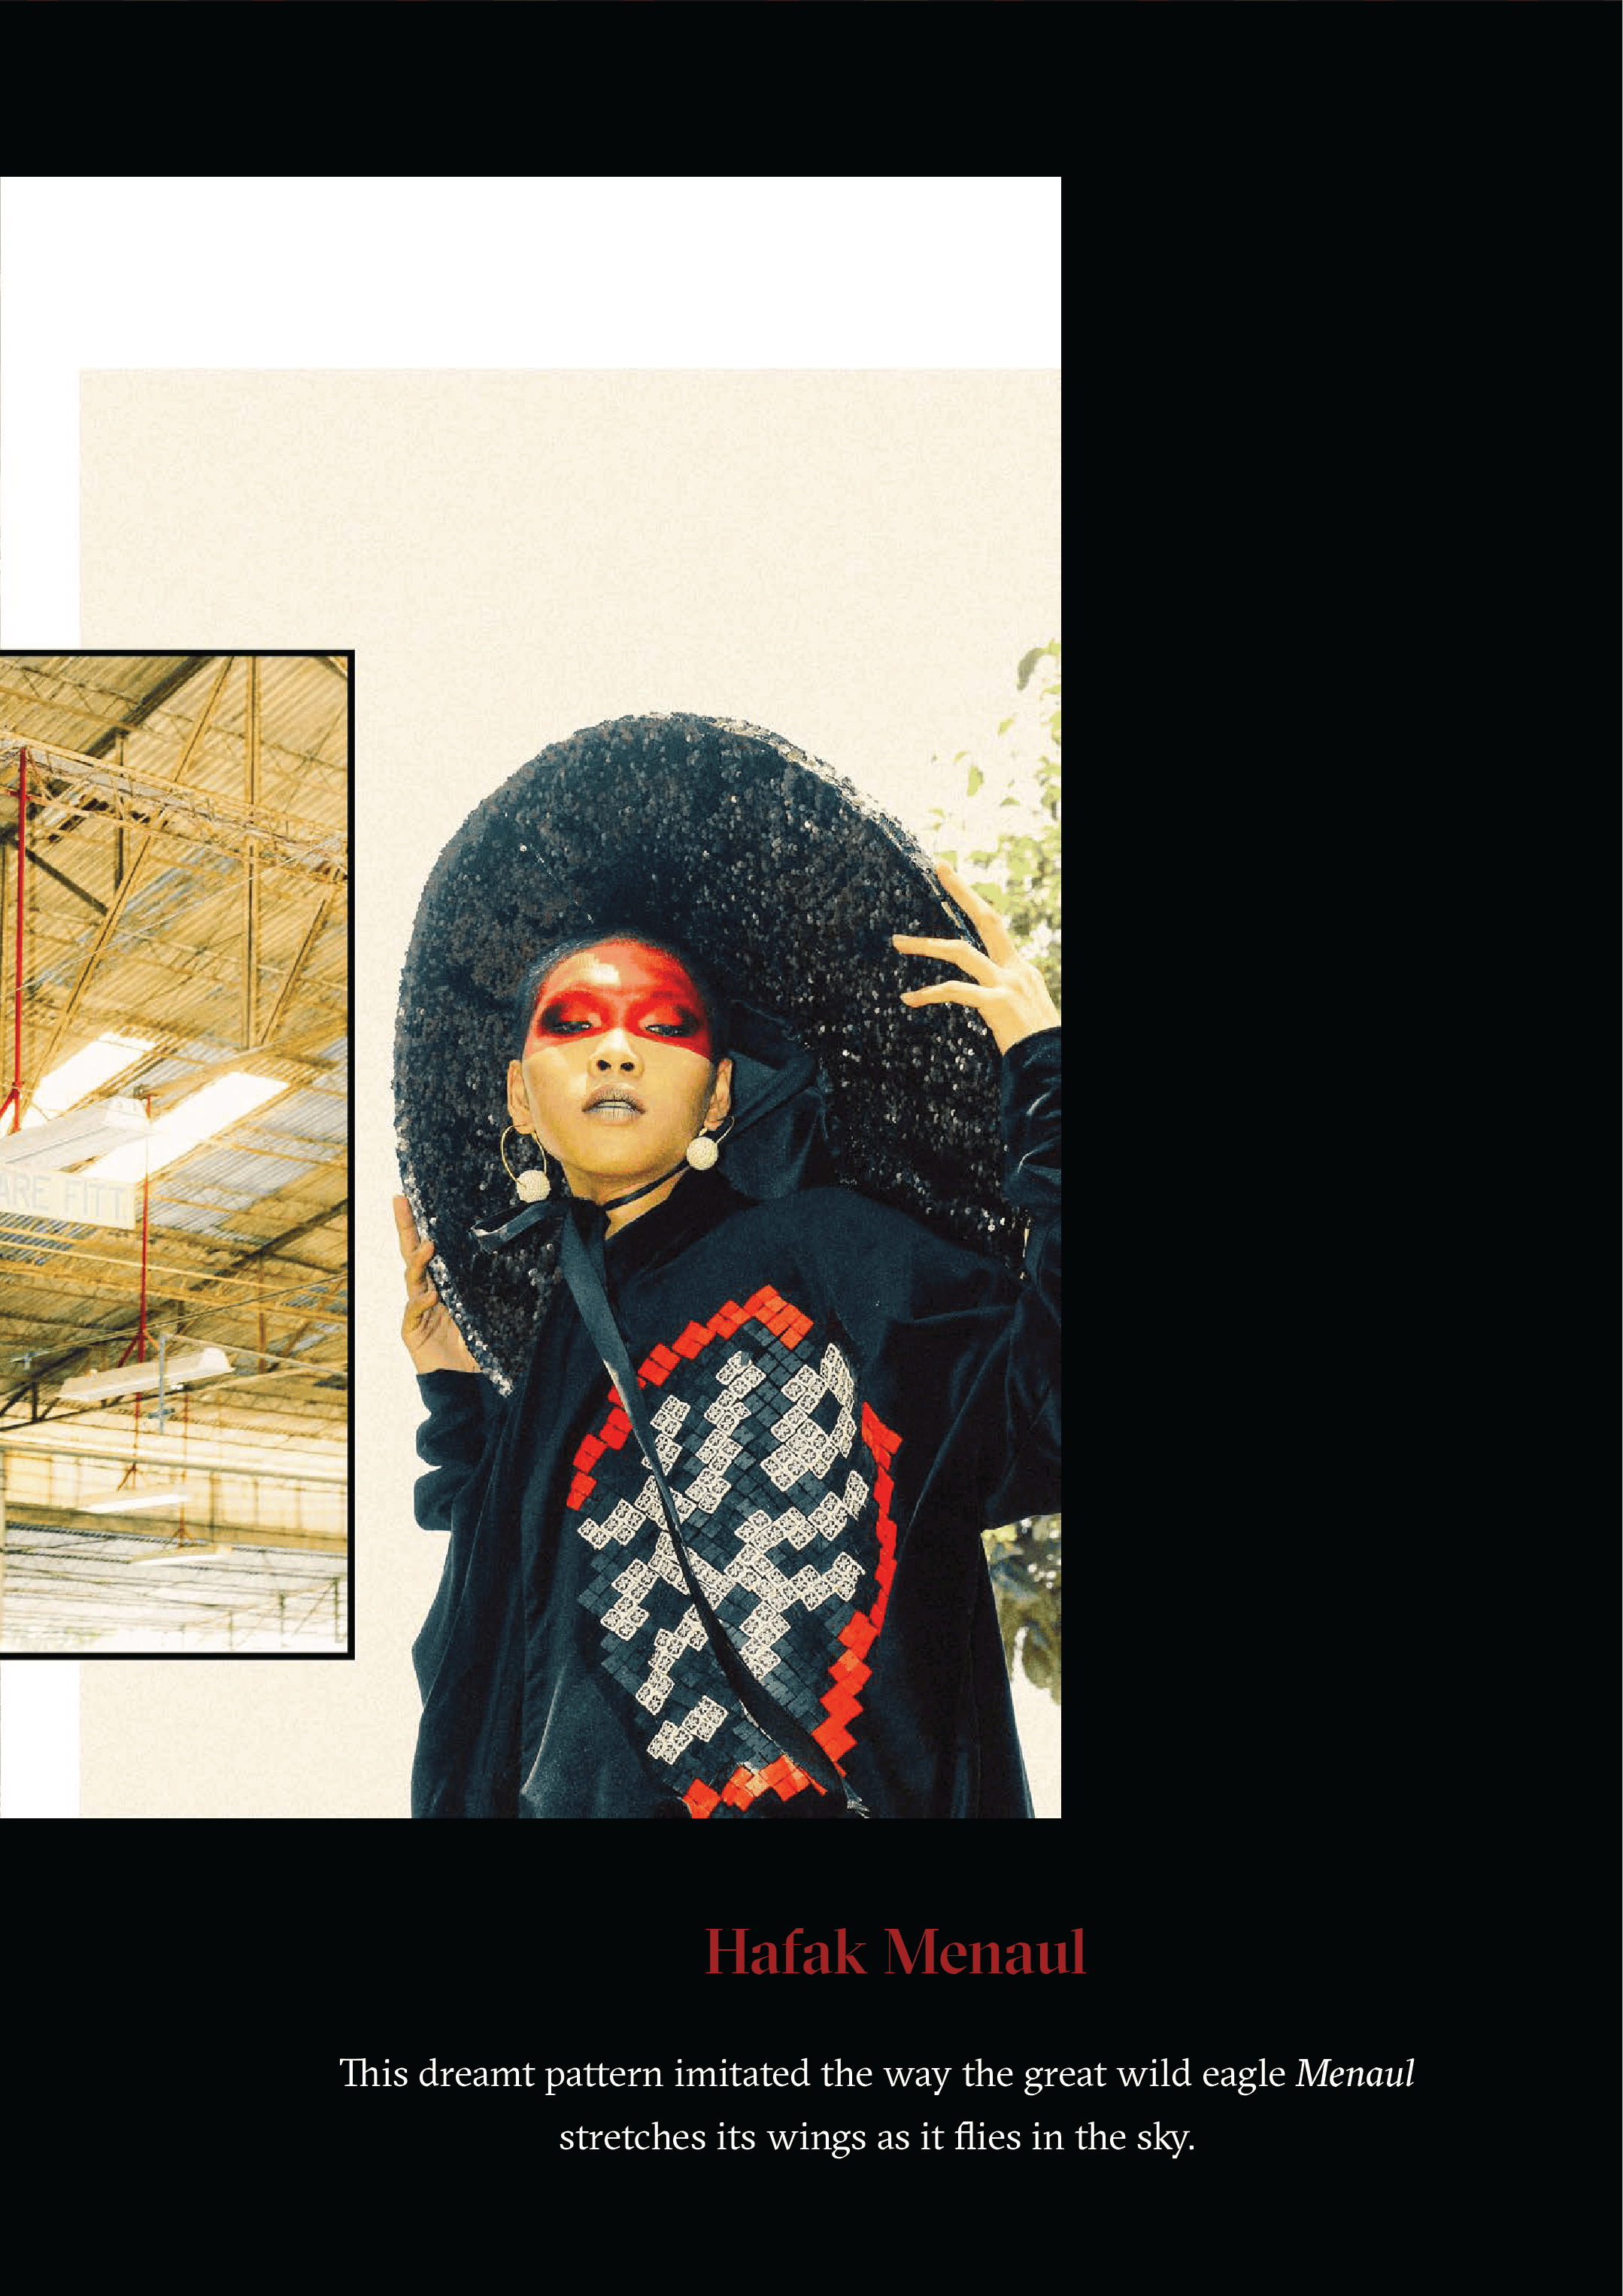 ARE FITT
Hafak Menaul
This dreamt pattern imitated the way the great wild eagle Menaul
stretches its wings as it flies in the sky.